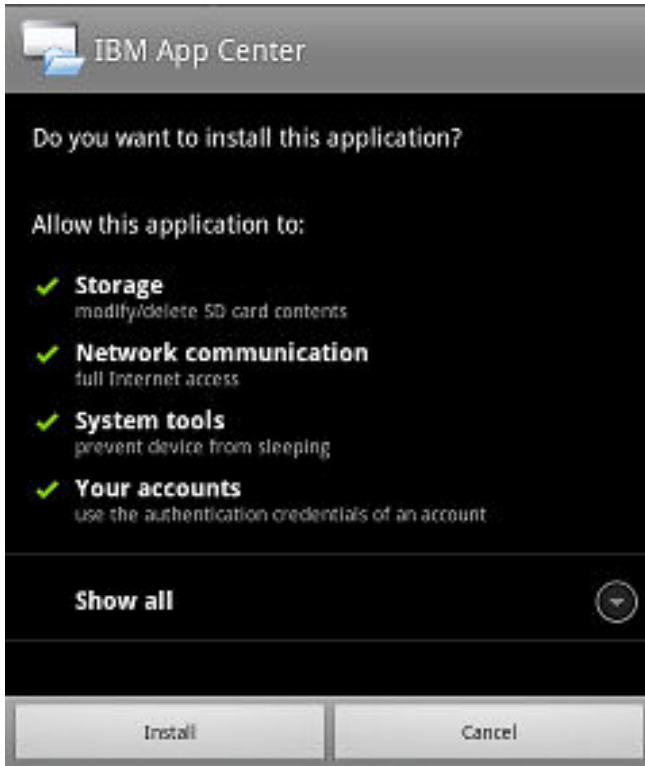 IBM App Center
Do you want to install this application?
Allow this application to:
Storage
modify/delete SD card contents
Network communication
full Internet access
System tools
prevent device from sleeping
Your accounts
use the authentication credentials of an account
Show all
Install Cancel